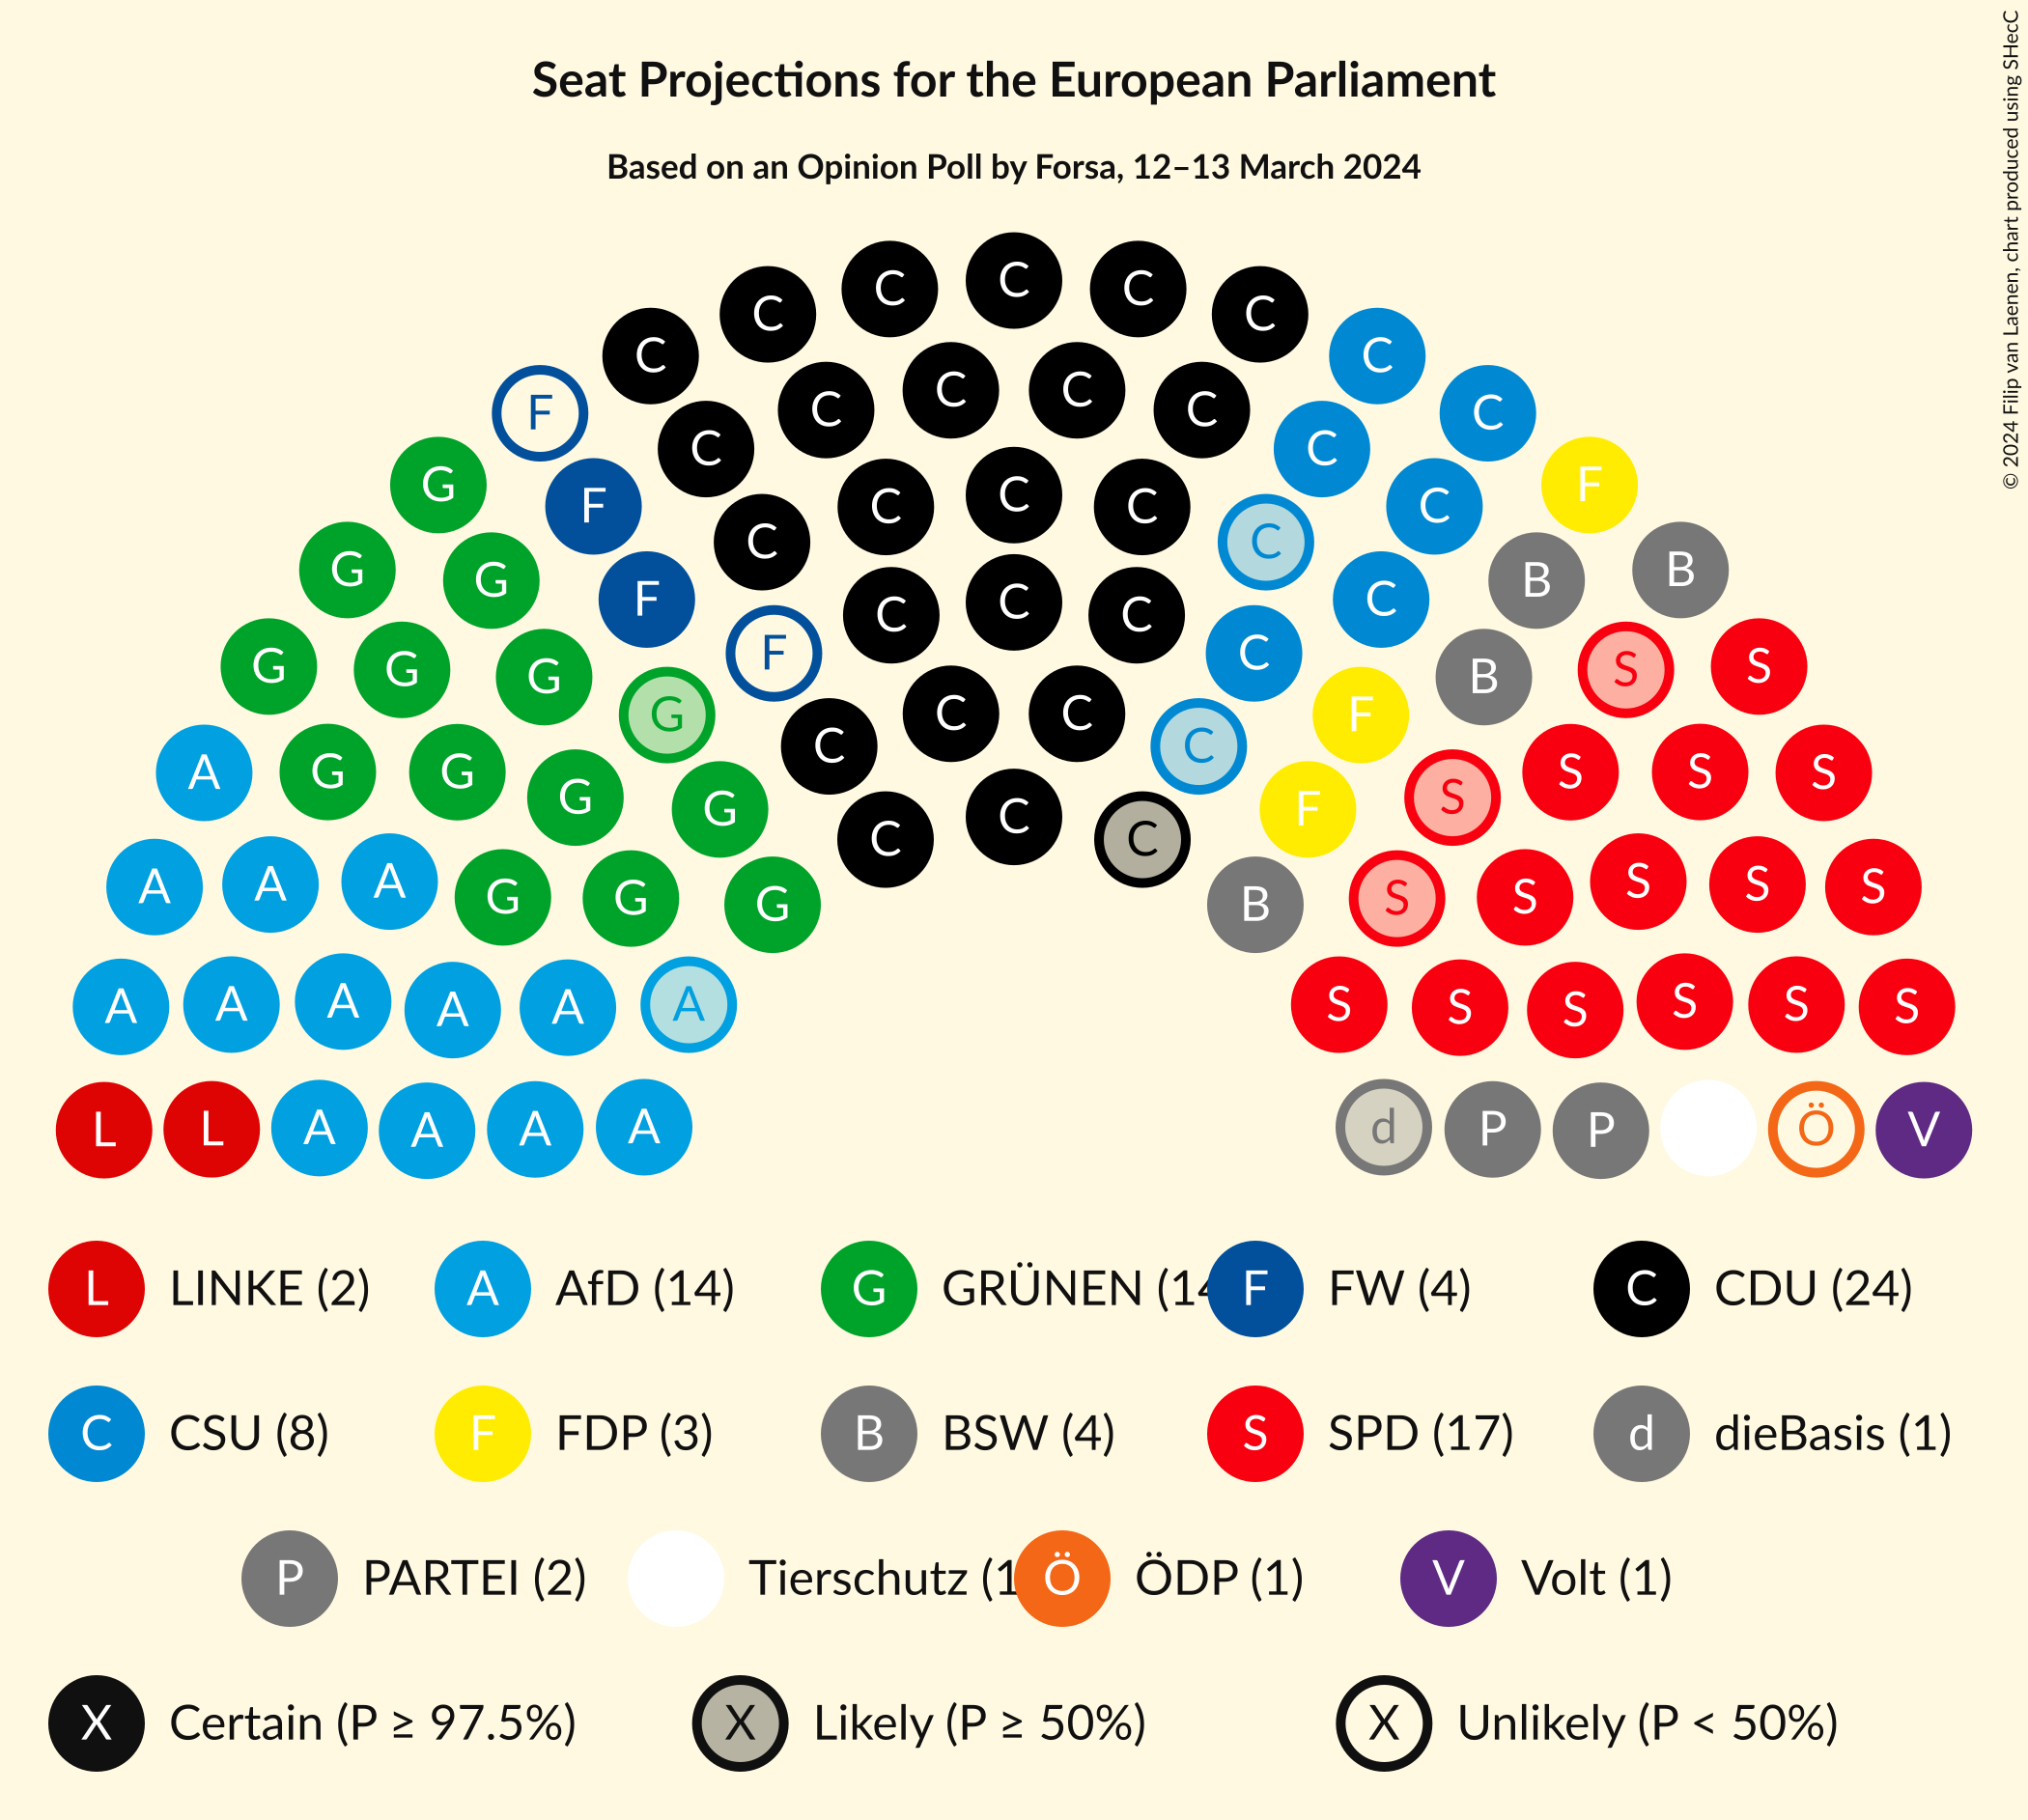 Seat Projections for the European Parliament
Based on an Opinion Poll by Forsa, 12–13 March 2024
© 2024 Filip van Laenen, chart produced using SHecC
C C C C C
C C
F C C C C C
G C C C F
F C C C C C C
G G B B
F C C
G G G S S
F C C C C
G C C C C F
A G G G G F S S S S
C C C
A A A G G G B S S S S S
A A A A A A S S S S S S
L L A A A A d P P Ö V
L LINKE (2) A AfD (14) G GRÜNEN (14 F FW (4) C CDU (24)
C CSU (8) F FDP (3) B BSW (4) S SPD (17) d dieBasis (1)
P PARTEI (2) Tierschutz (1 Ö ÖDP (1) V Volt (1)
X Certain (P ≥ 97.5%) X Likely (P ≥ 50%) X Unlikely (P < 50%)